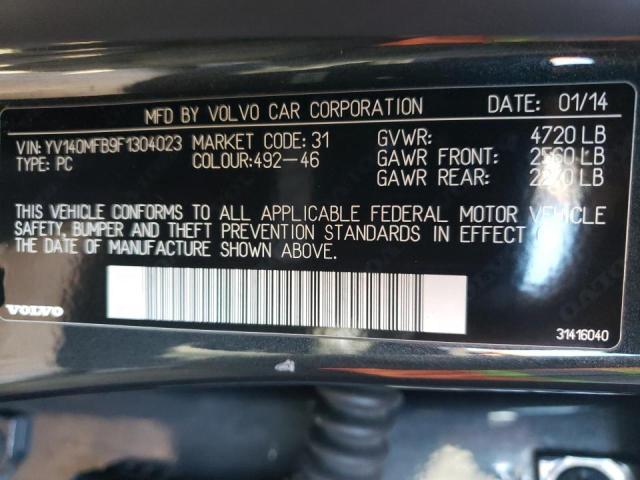 MFD BY VOLVO CAR CORPORATION DATE: 01/14
VIN: YV140MFB9F1304023 MARKET CODE: 31 GVWR: 4720 LB
TYPE: PC COLOUR:492-46 GAWR FRONT: 2560 LB
GAWR REAR: LB
THIS VEHICLE CONFORMS TO ALL APPLICABLE FEDERAL MOTOR VEHICLE
SAFETY, BUMPER AND THEFT PREVENTION STANDARDS IN EFFECT
THE DATE OF MANUFACTURE SHOWN ABOVE.
VOLVO
31416040